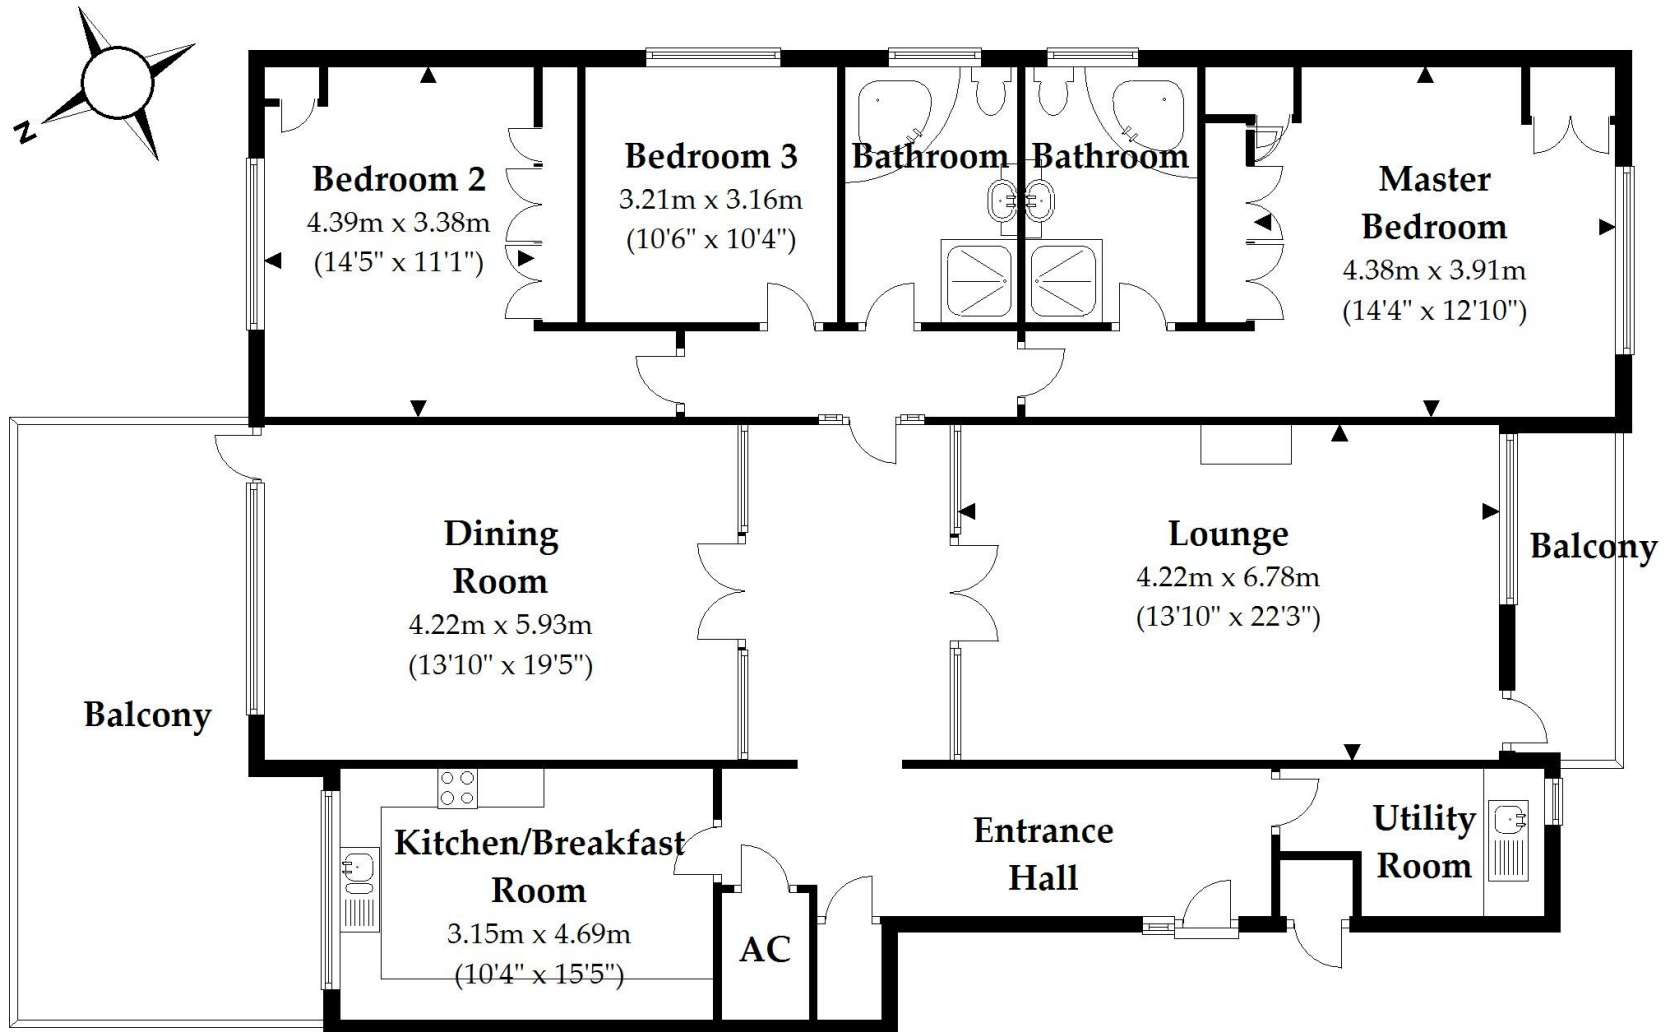 N
Bedroom 2
4.39m x 3.38m
(14'5" x 11'1")
Bedroom 3
3.21m x 3.16m
(10'6" x 10'4")
Bathroom
Bathroom
Master
Bedroom
4.38m x 3.91m
(14'4" x 12'10")
Dining
Room
4.22m x 5.93m
(13'10" x 19'5")
Lounge
4.22m x 6.78m
(13'10" x 22'3")
Balcony
Balcony
Kitchen/Breakfast
Room
3.15m x 4.69m
(10'4" x 15'5")
AC
Entrance
Hall
Utility
Room